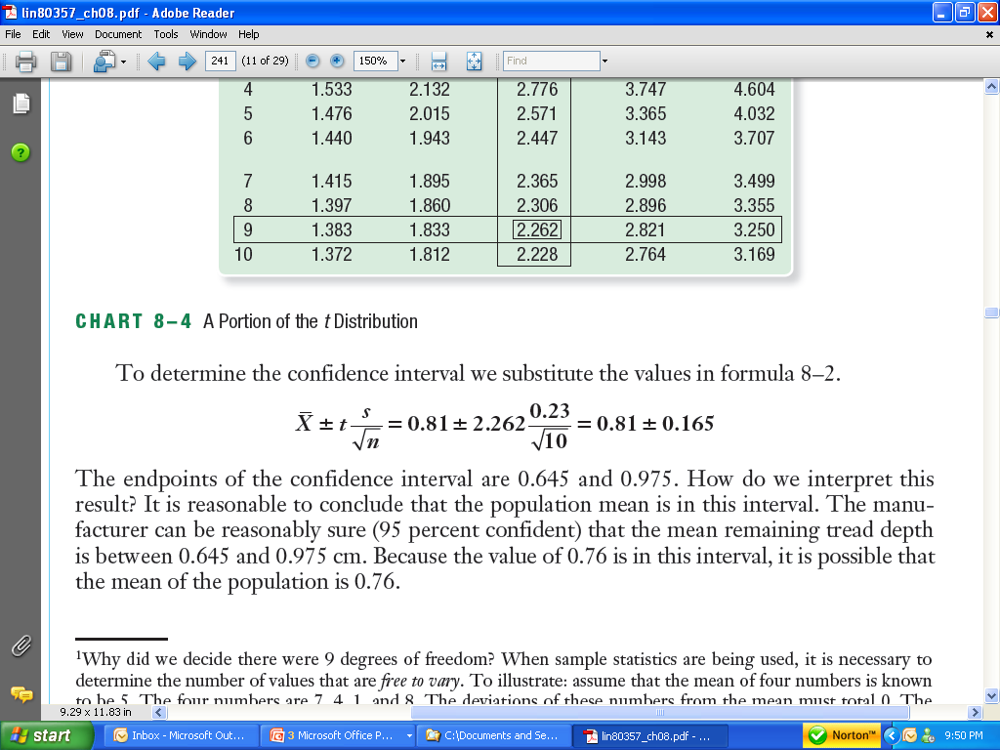 lin80357_ch08.pdf - Adobe Reader
File Edit View Document Tools Window Help
241 (11 of 29) 150% Find
4 1.533 2.132 2.776 3.747 4.604
5 1.476 2.015 2.571 3.365 4.032
6 1.440 1.943 2.447 3.143 3.707
7 1.415 1.895 2.365 2.998 3.499
8 1.397 1.860 2.306 2.896 3.355
9 1.383 1.833 2.262 2.821 3.250
10 1.372 1.812 2.228 2.764 3.169
CHART 8–4 A Portion of the t Distribution
To determine the confidence interval we substitute the values in formula 8–2.
X̄ ± t s/√n = 0.81 ± 2.262 0.23/√10 = 0.81 ± 0.165
The endpoints of the confidence interval are 0.645 and 0.975. How do we interpret this
result? It is reasonable to conclude that the population mean is in this interval. The manu-
facturer can be reasonably sure (95 percent confident) that the mean remaining tread depth
is between 0.645 and 0.975 cm. Because the value of 0.76 is in this interval, it is possible that
the mean of the population is 0.76.
¹Why did we decide there were 9 degrees of freedom? When sample statistics are being used, it is necessary to
determine the number of values that are free to vary. To illustrate: assume that the mean of four numbers is known
to be 5. The four numbers are 7, 4, 1, and 8. The deviations of these numbers from the mean must total 0. The
9.29 x 11.83 in
start Inbox - Microsoft Out... 3 Microsoft Office P... C:\Documents and Se... lin80357_ch08.pdf - ... Norton™ 9:50 PM